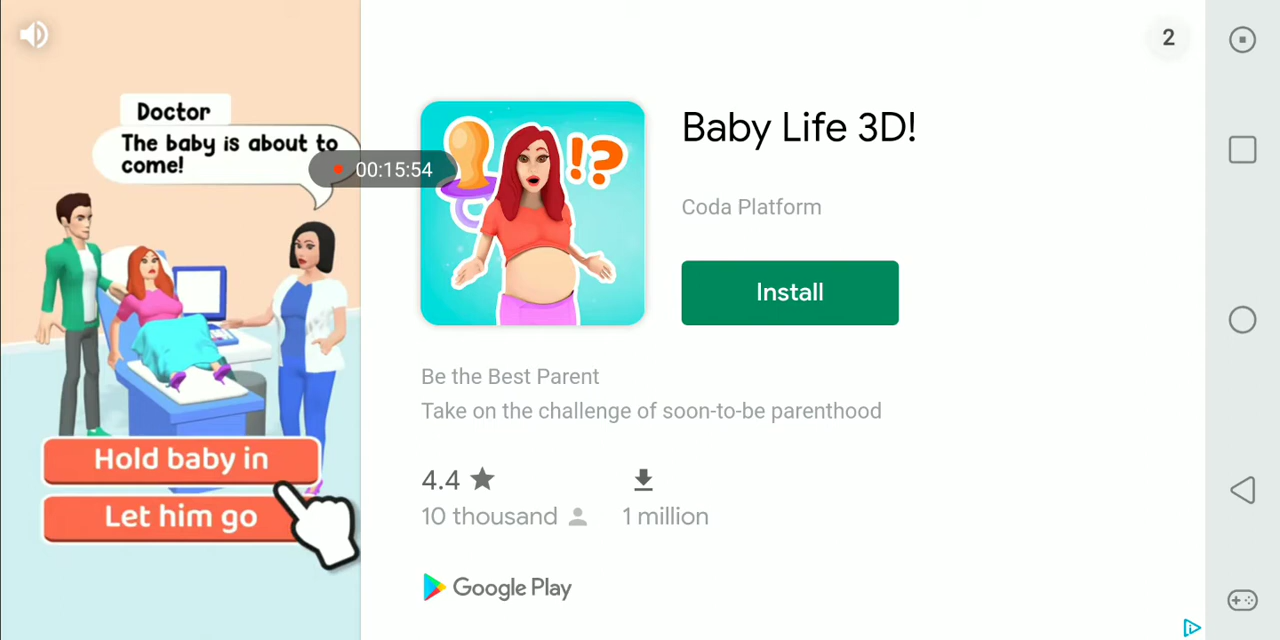 Doctor
The baby is about to
come!
00:15:54
Hold baby in
Let him go
2
!?
Baby Life 3D!
Coda Platform
Install
Be the Best Parent
Take on the challenge of soon-to-be parenthood
4.4
10 thousand
1 million
Google Play